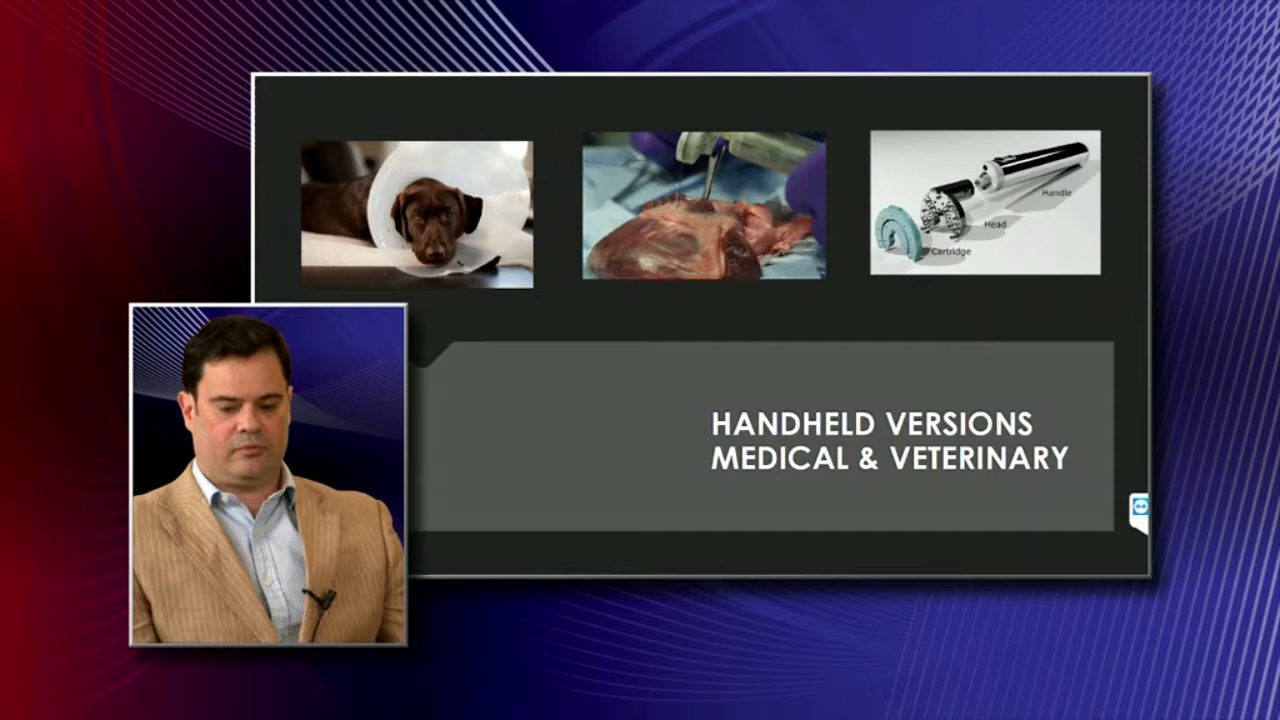 Handle
Head
Cartridge
HANDHELD VERSIONS
MEDICAL & VETERINARY